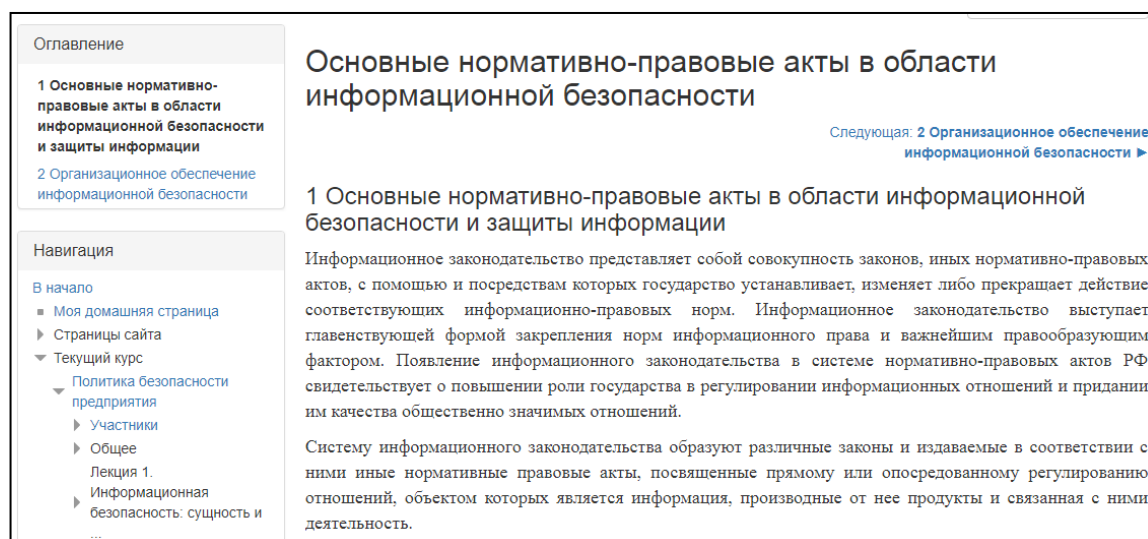 Оглавление
1 Основные нормативно-
правовые акты в области
информационной безопасности
и защиты информации
2 Организационное обеспечение
информационной безопасности
Навигация
В начало
Моя домашняя страница
Страницы сайта
Текущий курс
Политика безопасности
предприятия
Участники
Общее
Лекция 1.
Информационная
безопасность: сущность и
Основные нормативно-правовые акты в области
информационной безопасности
Следующая: 2 Организационное обеспечение
информационной безопасности ►
1 Основные нормативно-правовые акты в области информационной
безопасности и защиты информации
Информационное законодательство представляет собой совокупность законов, иных нормативно-правовых
актов, с помощью и посредствам которых государство устанавливает, изменяет либо прекращает действие
соответствующих информационно-правовых норм. Информационное законодательство выступает
главенствующей формой закрепления норм информационного права и важнейшим правообразующим
фактором. Появление информационного законодательства в системе нормативно-правовых актов РФ
свидетельствует о повышении роли государства в регулировании информационных отношений и придании
им качества общественно значимых отношений.
Систему информационного законодательства образуют различные законы и издаваемые в соответствии с
ними иные нормативные правовые акты, посвященные прямому или опосредованному регулированию
отношений, объектом которых является информация, производные от нее продукты и связанная с ними
деятельность.